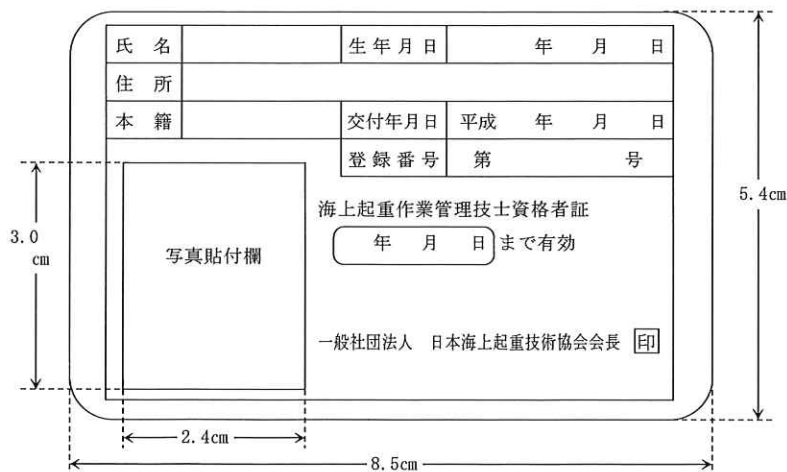 氏 名 生年月日 年 月 日
住 所
本 籍 交付年月日 平成 年 月 日
登録番号 第 号
海上起重作業管理技士資格者証
年 月 日 まで有効
写真貼付欄
一般社団法人 日本海上起重技術協会会長 印
3.0
cm
5.4cm
2.4cm
8.5cm